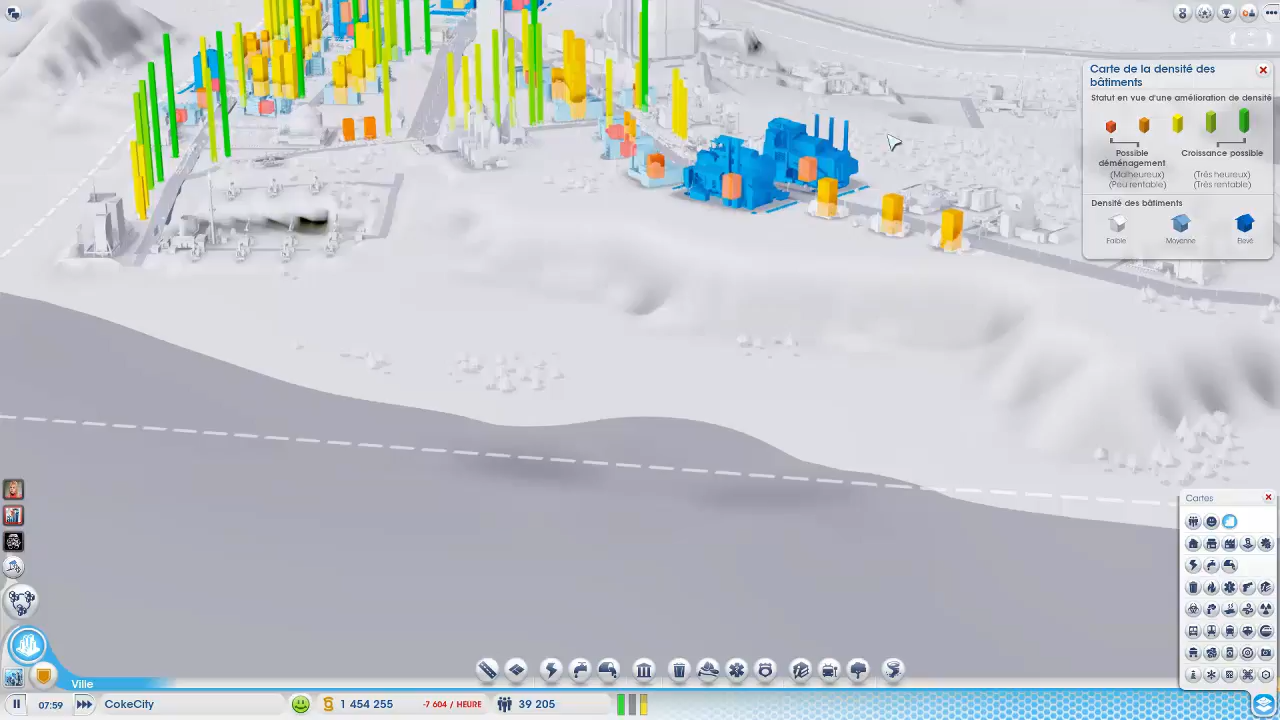 Carte de la densité des
bâtiments
Statut en vue d'une amélioration de densité
Possible
déménagement
Croissance possible
(Malheureux)
(Peu rentable)
(Très heureux)
(Très rentable)
Densité des bâtiments
Faible
Moyenne
Élevé
Cartes
Ville
07:59
CokeCity
1 454 255
-7 604 / HEURE
39 205